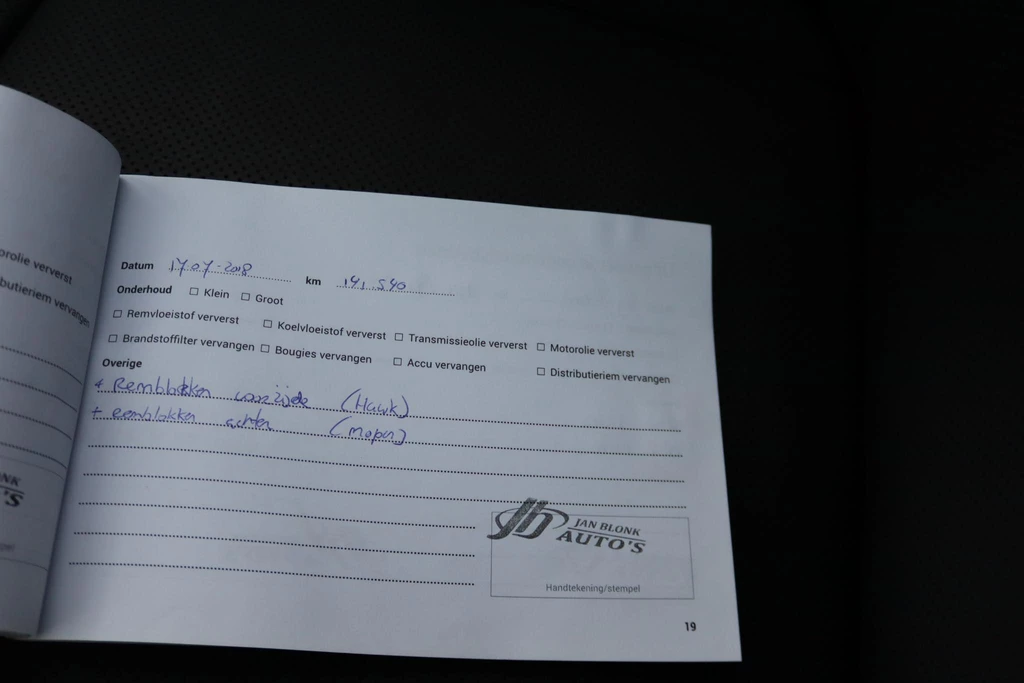 orolie ververst
ibutieriem vervangen
Datum 17.07-2018 km 141.540
Onderhoud □ Klein □ Groot
□ Remvloeistof ververst □ Koelvloeistof ververst □ Transmissieolie ververst □ Motorolie ververst
□ Brandstoffilter vervangen □ Bougies vervangen □ Accu vervangen □ Distributieriem vervangen
Overige
+ Remblokken voorzijde (Hawk)
+ remblokken achter (Mopar)
NK
'S
JAN BLONK
AUTO'S
Handtekening/stempel
19